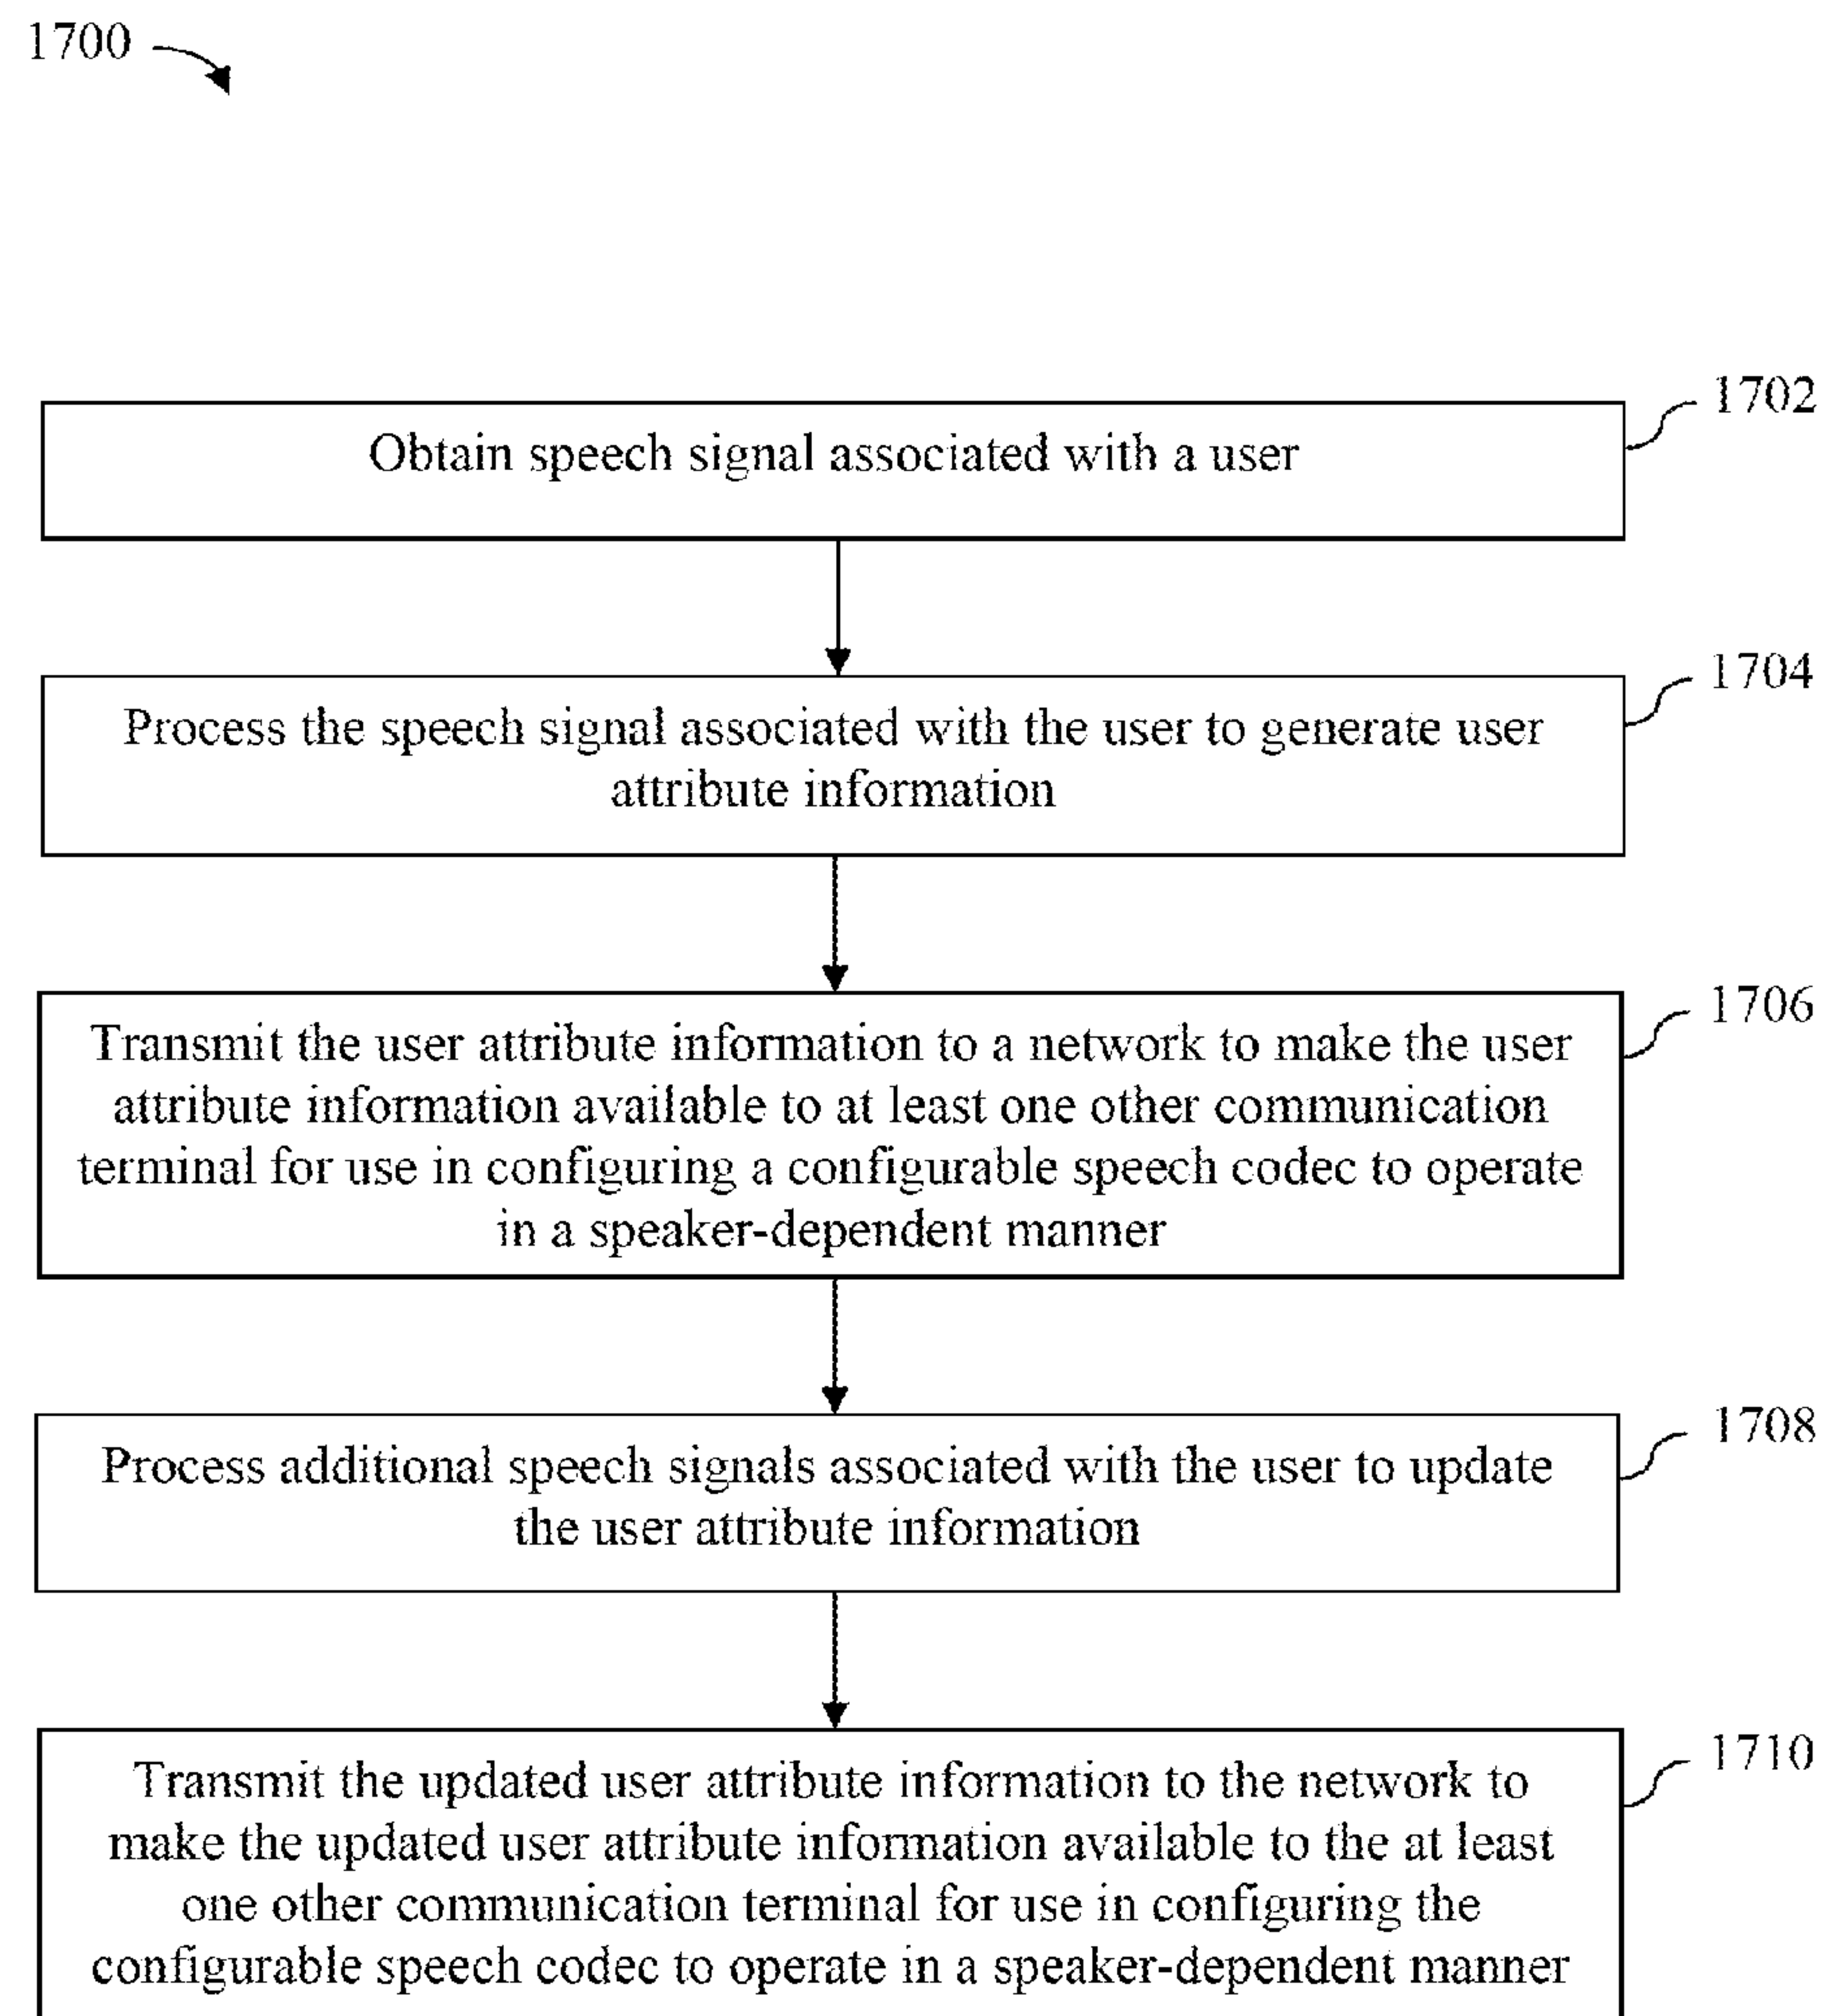 1700
1702
Obtain speech signal associated with a user
1704
Process the speech signal associated with the user to generate user
attribute information
1706
Transmit the user attribute information to a network to make the user
attribute information available to at least one other communication
terminal for use in configuring a configurable speech codec to operate
in a speaker-dependent manner
1708
Process additional speech signals associated with the user to update
the user attribute information
1710
Transmit the updated user attribute information to the network to
make the updated user attribute information available to the at least
one other communication terminal for use in configuring the
configurable speech codec to operate in a speaker-dependent manner